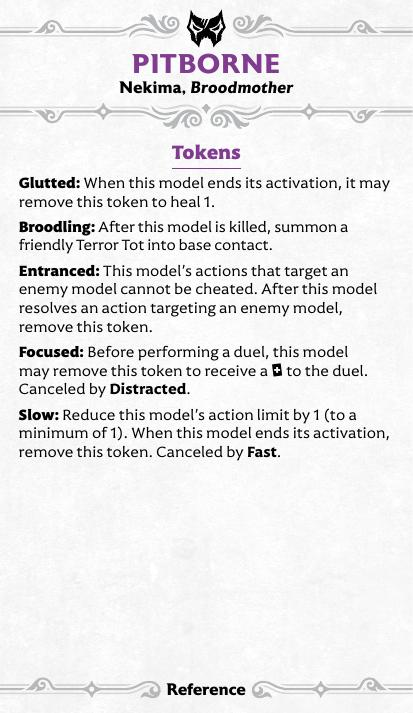 PITBORNE
Nekima, Broodmother
Tokens
Glutted: When this model ends its activation, it may
remove this token to heal 1.
Broodling: After this model is killed, summon a
friendly Terror Tot into base contact.
Entranced: This model's actions that target an
enemy model cannot be cheated. After this model
resolves an action targeting an enemy model,
remove this token.
Focused: Before performing a duel, this model
may remove this token to receive a to the duel.
Canceled by Distracted.
Slow: Reduce this model's action limit by 1 (to a
minimum of 1). When this model ends its activation,
remove this token. Canceled by Fast.
Reference